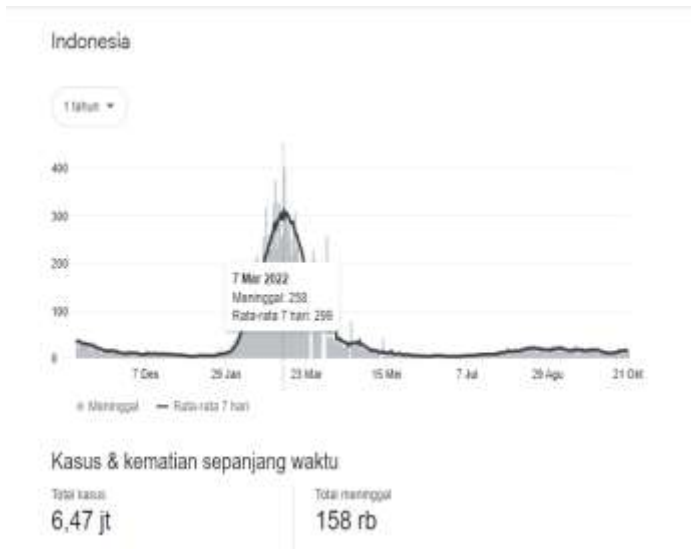 Indonesia
1 tahun
400
300
200
100
0
7 Mar 2022
Meninggal: 258
Rata-rata 7 hari: 299
7 Des
29 Jan
23 Mar
15 Mei
7 Jul
29 Agu
21 Okt
Meninggal
Rata-rata 7 hari
Kasus & kematian sepanjang waktu
Total kasus
6,47 jt
Total meninggal
158 rb